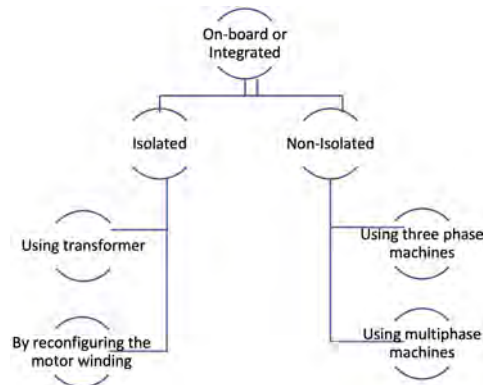 On-board or
Integrated
Isolated
Non-Isolated
Using transformer
By reconfiguring the
motor winding
Using three phase
machines
Using multiphase
machines